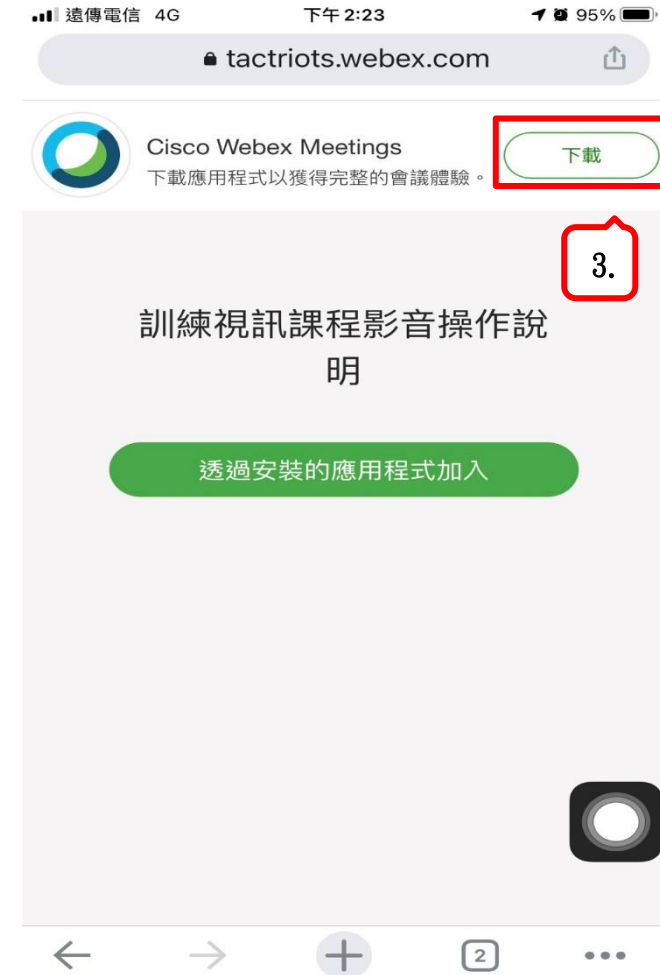 遠傳電信 4G 下午 2:23 95%
tactriots.webex.com
Cisco Webex Meetings
下載應用程式以獲得完整的會議體驗。
下載
3.
訓練視訊課程影音操作說
明
透過安裝的應用程式加入
2